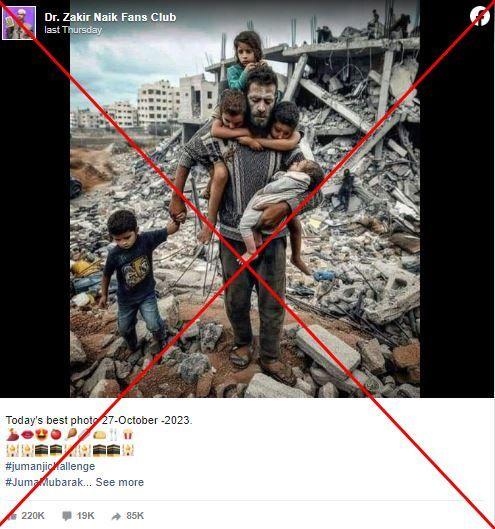 Dr. Zakir Naik Fans Club
last Thursday
Today's best photo 27-October -2023.
#jumanjichallenge
#JumaMubarak... See more
220K 19K 85K